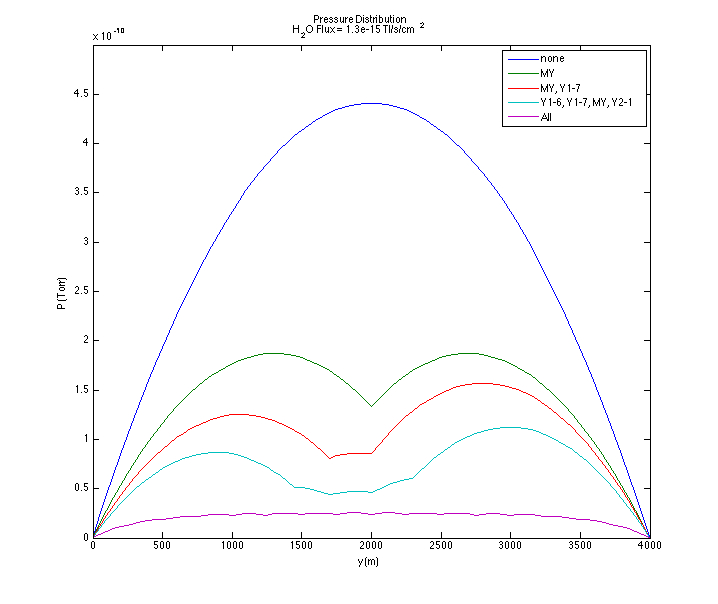 Pressure Distribution
H2O Flux = 1.3e-15 Tl/s/cm 2
x 10 -10
none
MY
MY, Y1-7
Y1-6, Y1-7, MY, Y2-1
All
4.5
4
3.5
3
2.5
2
1.5
1
0.5
0
P (Torr)
0 500 1000 1500 2000 2500 3000 3500 4000
y (m)